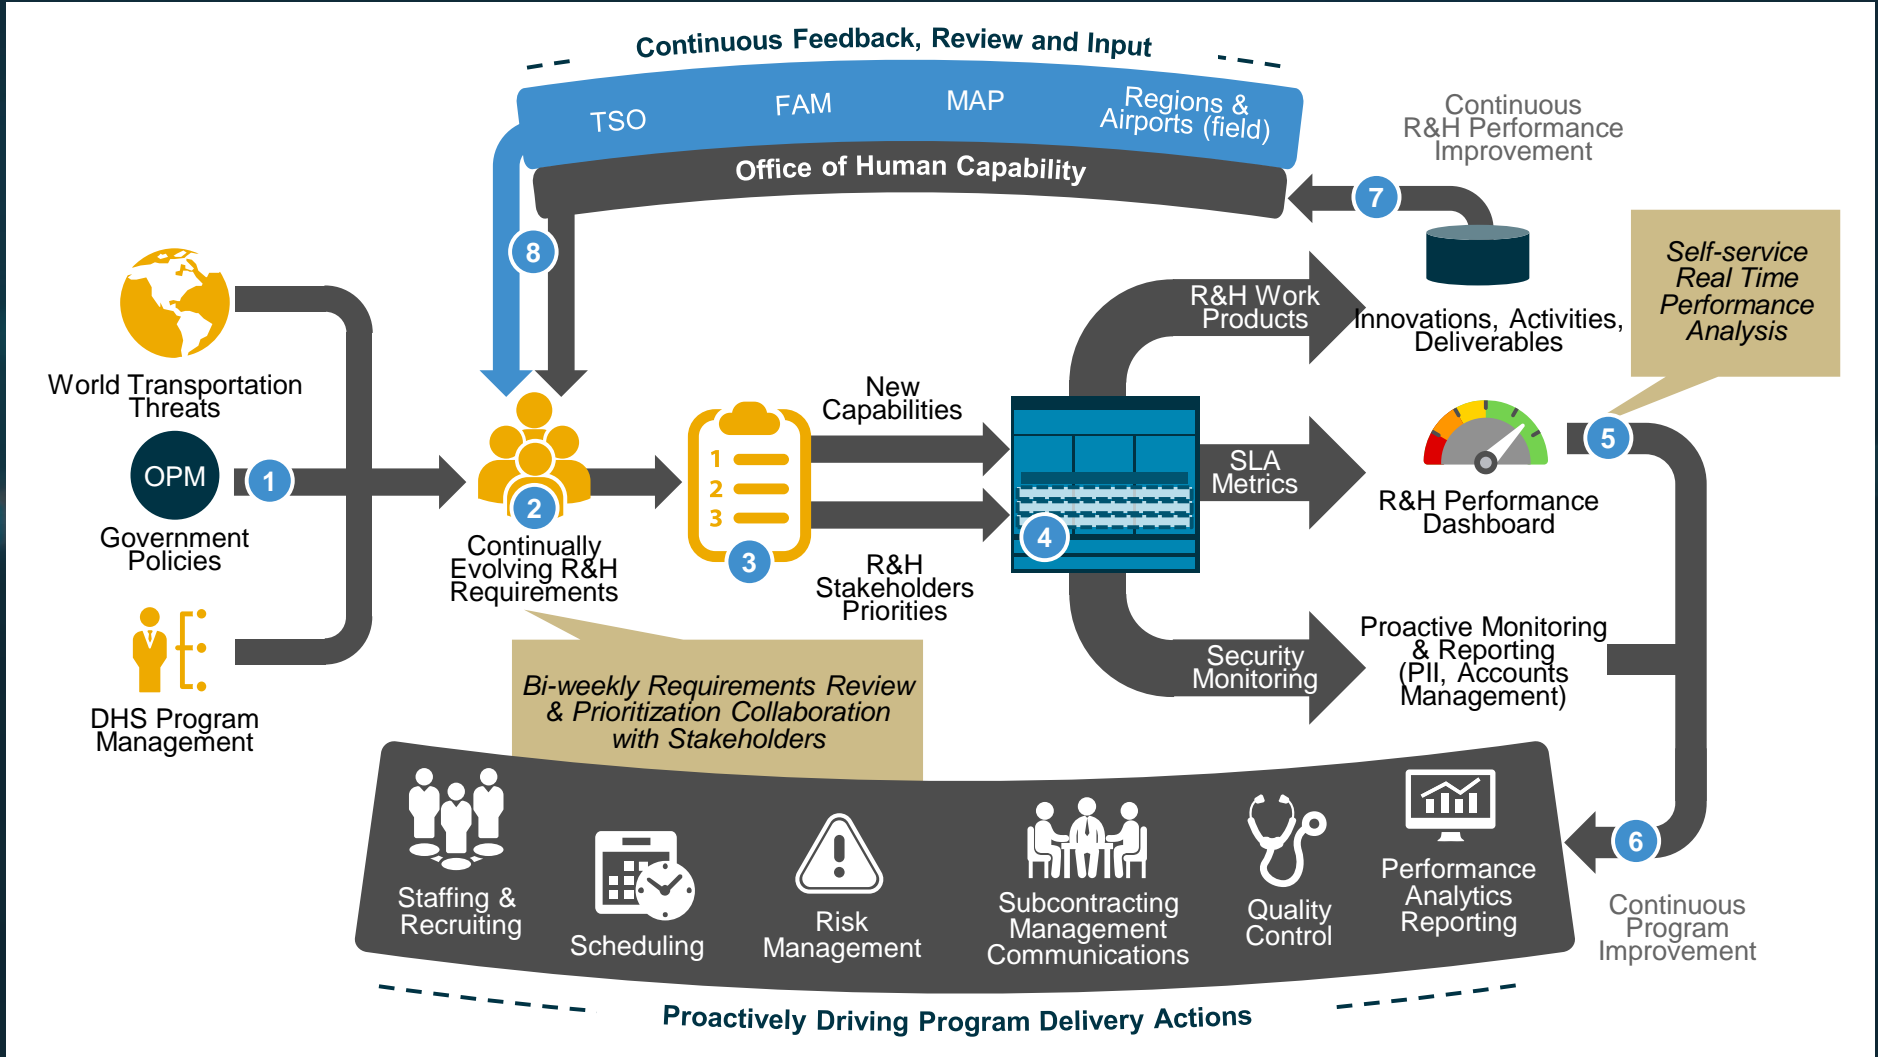 Continuous Feedback, Review and Input
TSO
FAM
MAP
Regions &
Airports (field)
Office of Human Capability
Continuous
R&H Performance
Improvement
7
8
Self-service
Real Time
Performance
Analysis
World Transportation
Threats
OPM
1
Government
Policies
DHS Program
Management
2
Continually
Evolving R&H
Requirements
1
2
3
3
New
Capabilities
R&H
Stakeholders
Priorities
4
R&H Work
Products
Innovations, Activities,
Deliverables
SLA
Metrics
R&H Performance
Dashboard
5
Security
Monitoring
Proactive Monitoring
& Reporting
(PII, Accounts
Management)
Bi-weekly Requirements Review
& Prioritization Collaboration
with Stakeholders
6
Continuous
Program
Improvement
Staffing &
Recruiting
Scheduling
Risk
Management
Subcontracting
Management
Communications
Quality
Control
Performance
Analytics
Reporting
Proactively Driving Program Delivery Actions